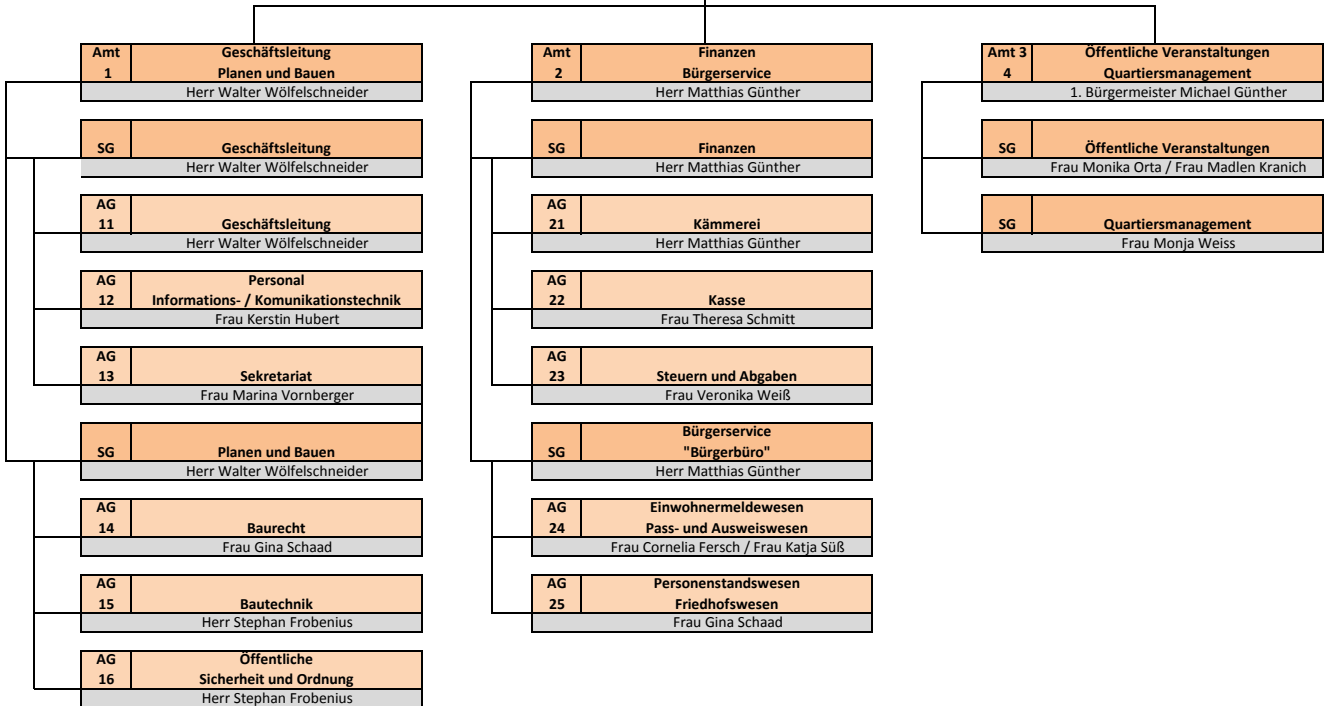 Amt Geschäftsleitung
1 Planen und Bauen
Herr Walter Wölfelschneider
SG Geschäftsleitung
Herr Walter Wölfelschneider
AG
11 Geschäftsleitung
Herr Walter Wölfelschneider
AG Personal
12 Informations- / Komunikationstechnik
Frau Kerstin Hubert
AG
13 Sekretariat
Frau Marina Vornberger
SG Planen und Bauen
Herr Walter Wölfelschneider
AG
14 Baurecht
Frau Gina Schaad
AG
15 Bautechnik
Herr Stephan Frobenius
AG Öffentliche
16 Sicherheit und Ordnung
Herr Stephan Frobenius
Amt Finanzen
2 Bürgerservice
Herr Matthias Günther
SG Finanzen
Herr Matthias Günther
AG
21 Kämmerei
Herr Matthias Günther
AG
22 Kasse
Frau Theresa Schmitt
AG
23 Steuern und Abgaben
Frau Veronika Weiß
Bürgerservice
SG "Bürgerbüro"
Herr Matthias Günther
AG Einwohnermeldewesen
24 Pass- und Ausweiswesen
Frau Cornelia Fersch / Frau Katja Süß
AG Personenstandswesen
25 Friedhofswesen
Frau Gina Schaad
Amt 3 Öffentliche Veranstaltungen
4 Quartiersmanagement
1. Bürgermeister Michael Günther
SG Öffentliche Veranstaltungen
Frau Monika Orta / Frau Madlen Kranich
SG Quartiersmanagement
Frau Monja Weiss